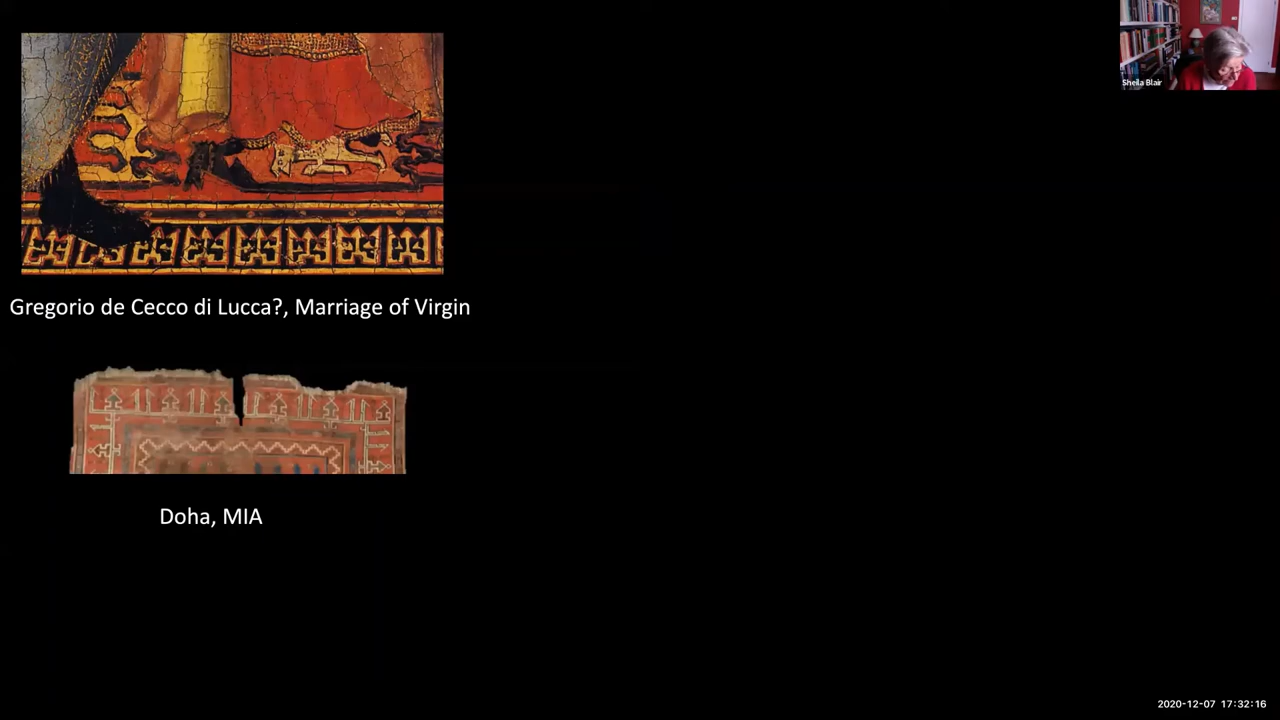 Sheila Blair
Gregorio de Cecco di Lucca?, Marriage of Virgin
Doha, MIA
2020-12-07 17:32:16